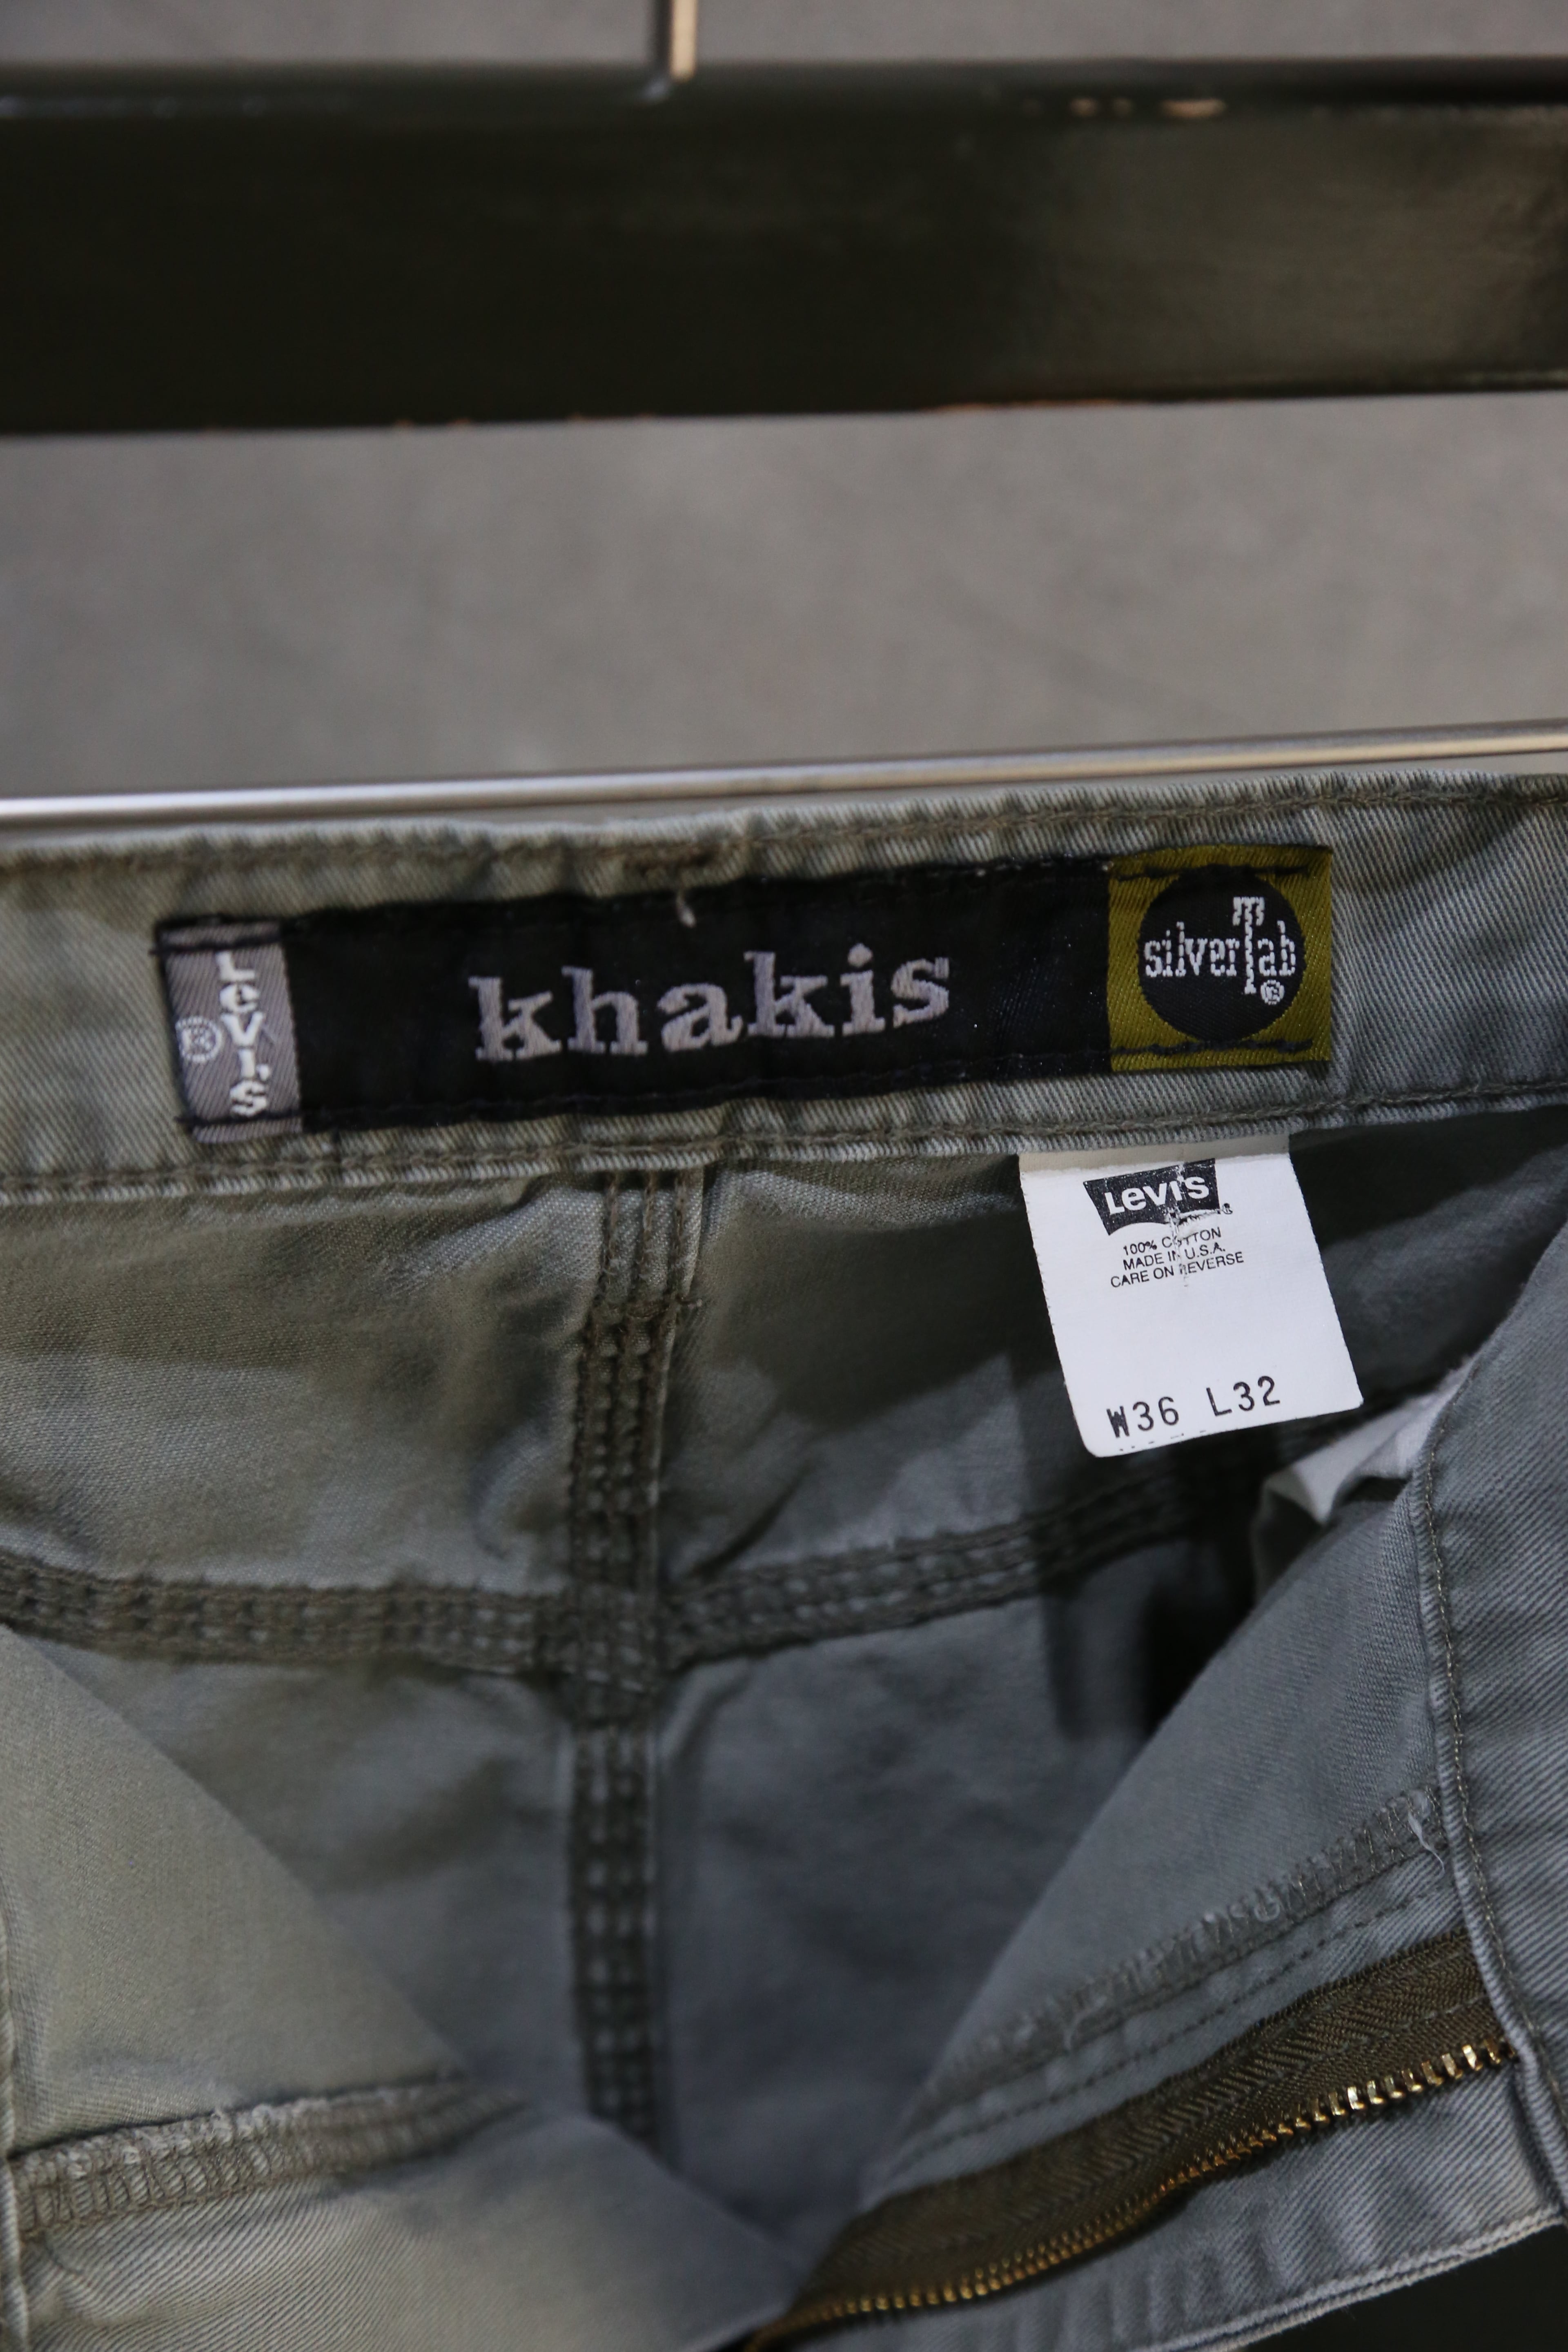 LEVI'S ®
khakis
silverTab ®
Levi's ®
100% COTTON
MADE IN U.S.A.
CARE ON REVERSE
W36 L32